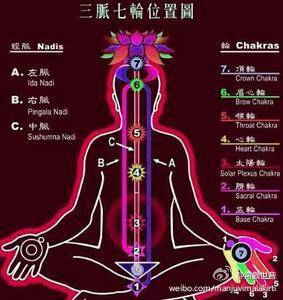 三脈七輪位置圖
經脈 Nadis
A. 左脈
Ida Nadi
B. 右脈
Pingala Nadi
C. 中脈
Sushumna Nadi
輪 Chakras
7. 頂輪
Crown Chakra
6. 眉心輪
Brow Chakra
5. 喉輪
Throat Chakra
4. 心輪
Heart Chakra
3. 太陽輪
Solar Plexus Chakra
2. 臍輪
Sacral Chakra
1. 底輪
Base Chakra
7
6
5
C
4
B
A
3
2
1
7
weibo.com/manjuvimalakirti